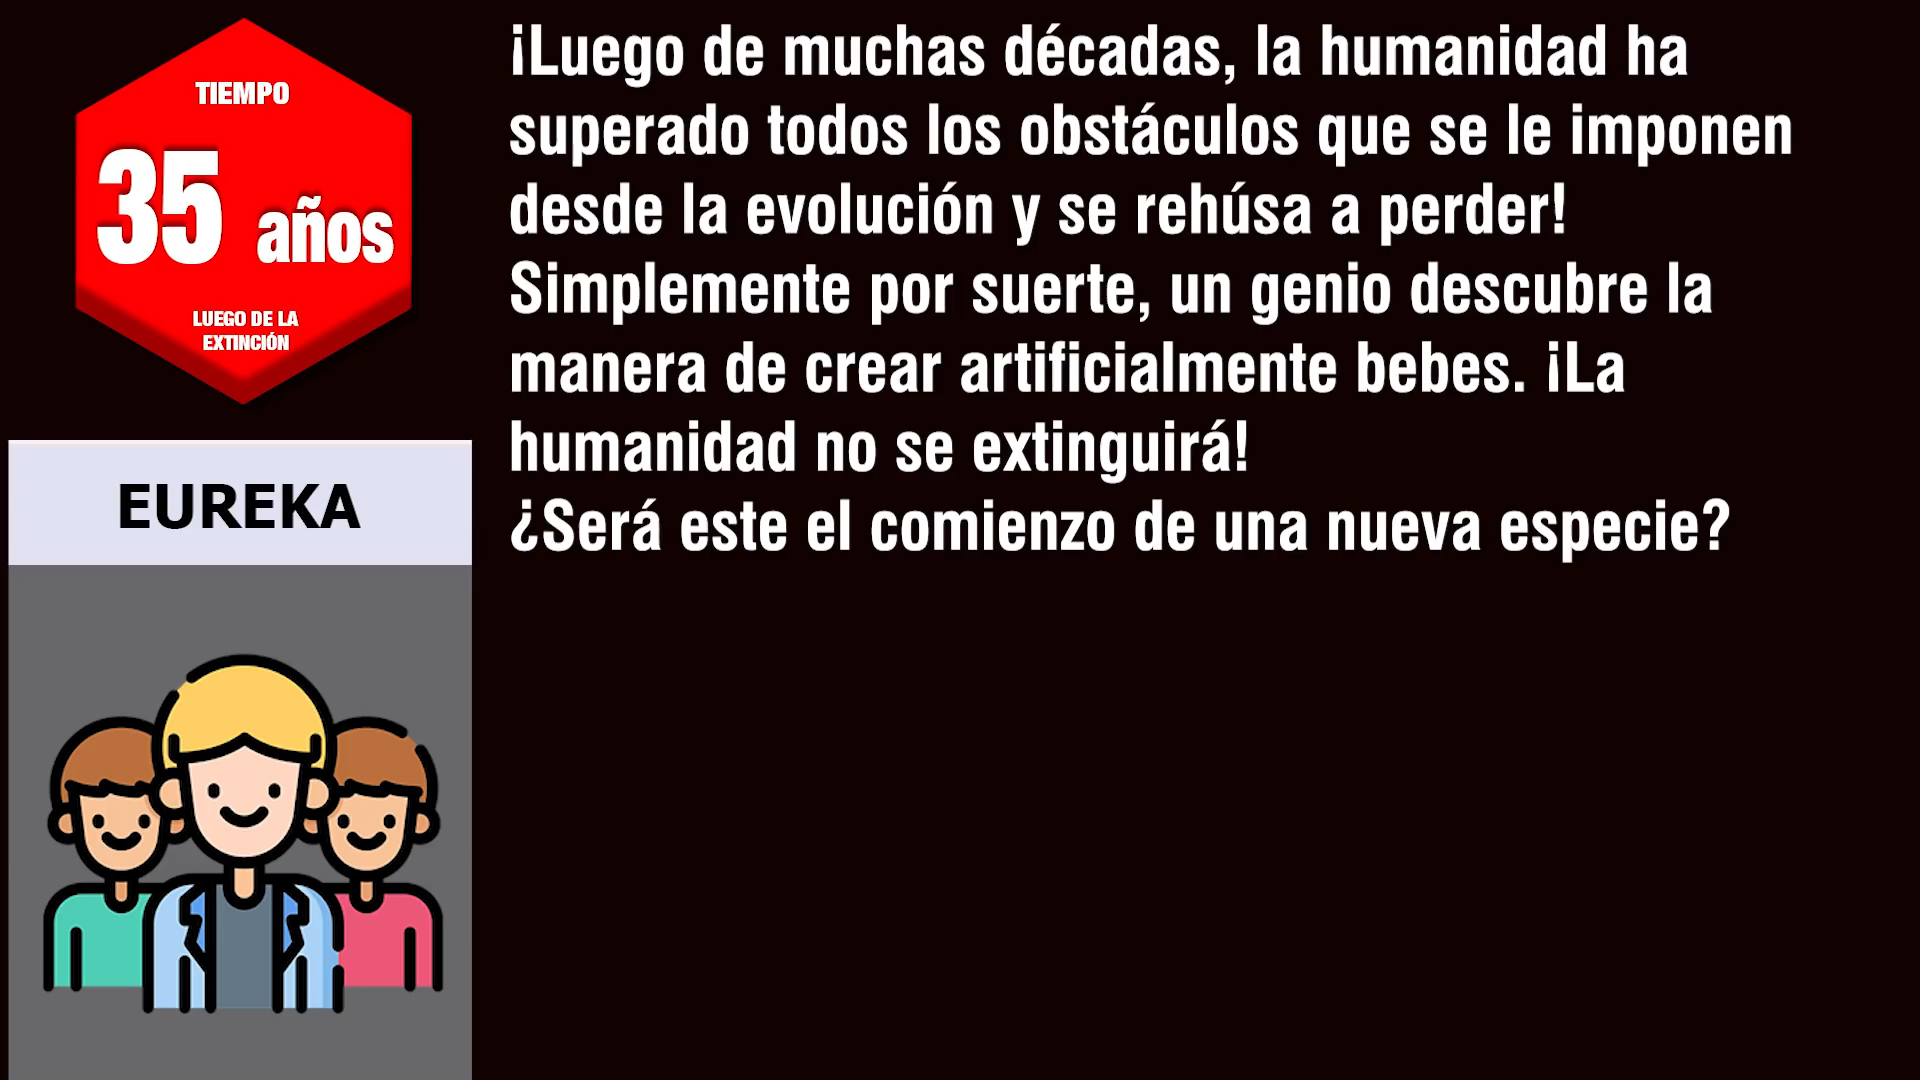 TIEMPO
35 años
LUEGO DE LA
EXTINCIÓN
EUREKA
¡Luego de muchas décadas, la humanidad ha
superado todos los obstáculos que se le imponen
desde la evolución y se rehúsa a perder!
Simplemente por suerte, un genio descubre la
manera de crear artificialmente bebes. ¡La
humanidad no se extinguirá!
¿Será este el comienzo de una nueva especie?